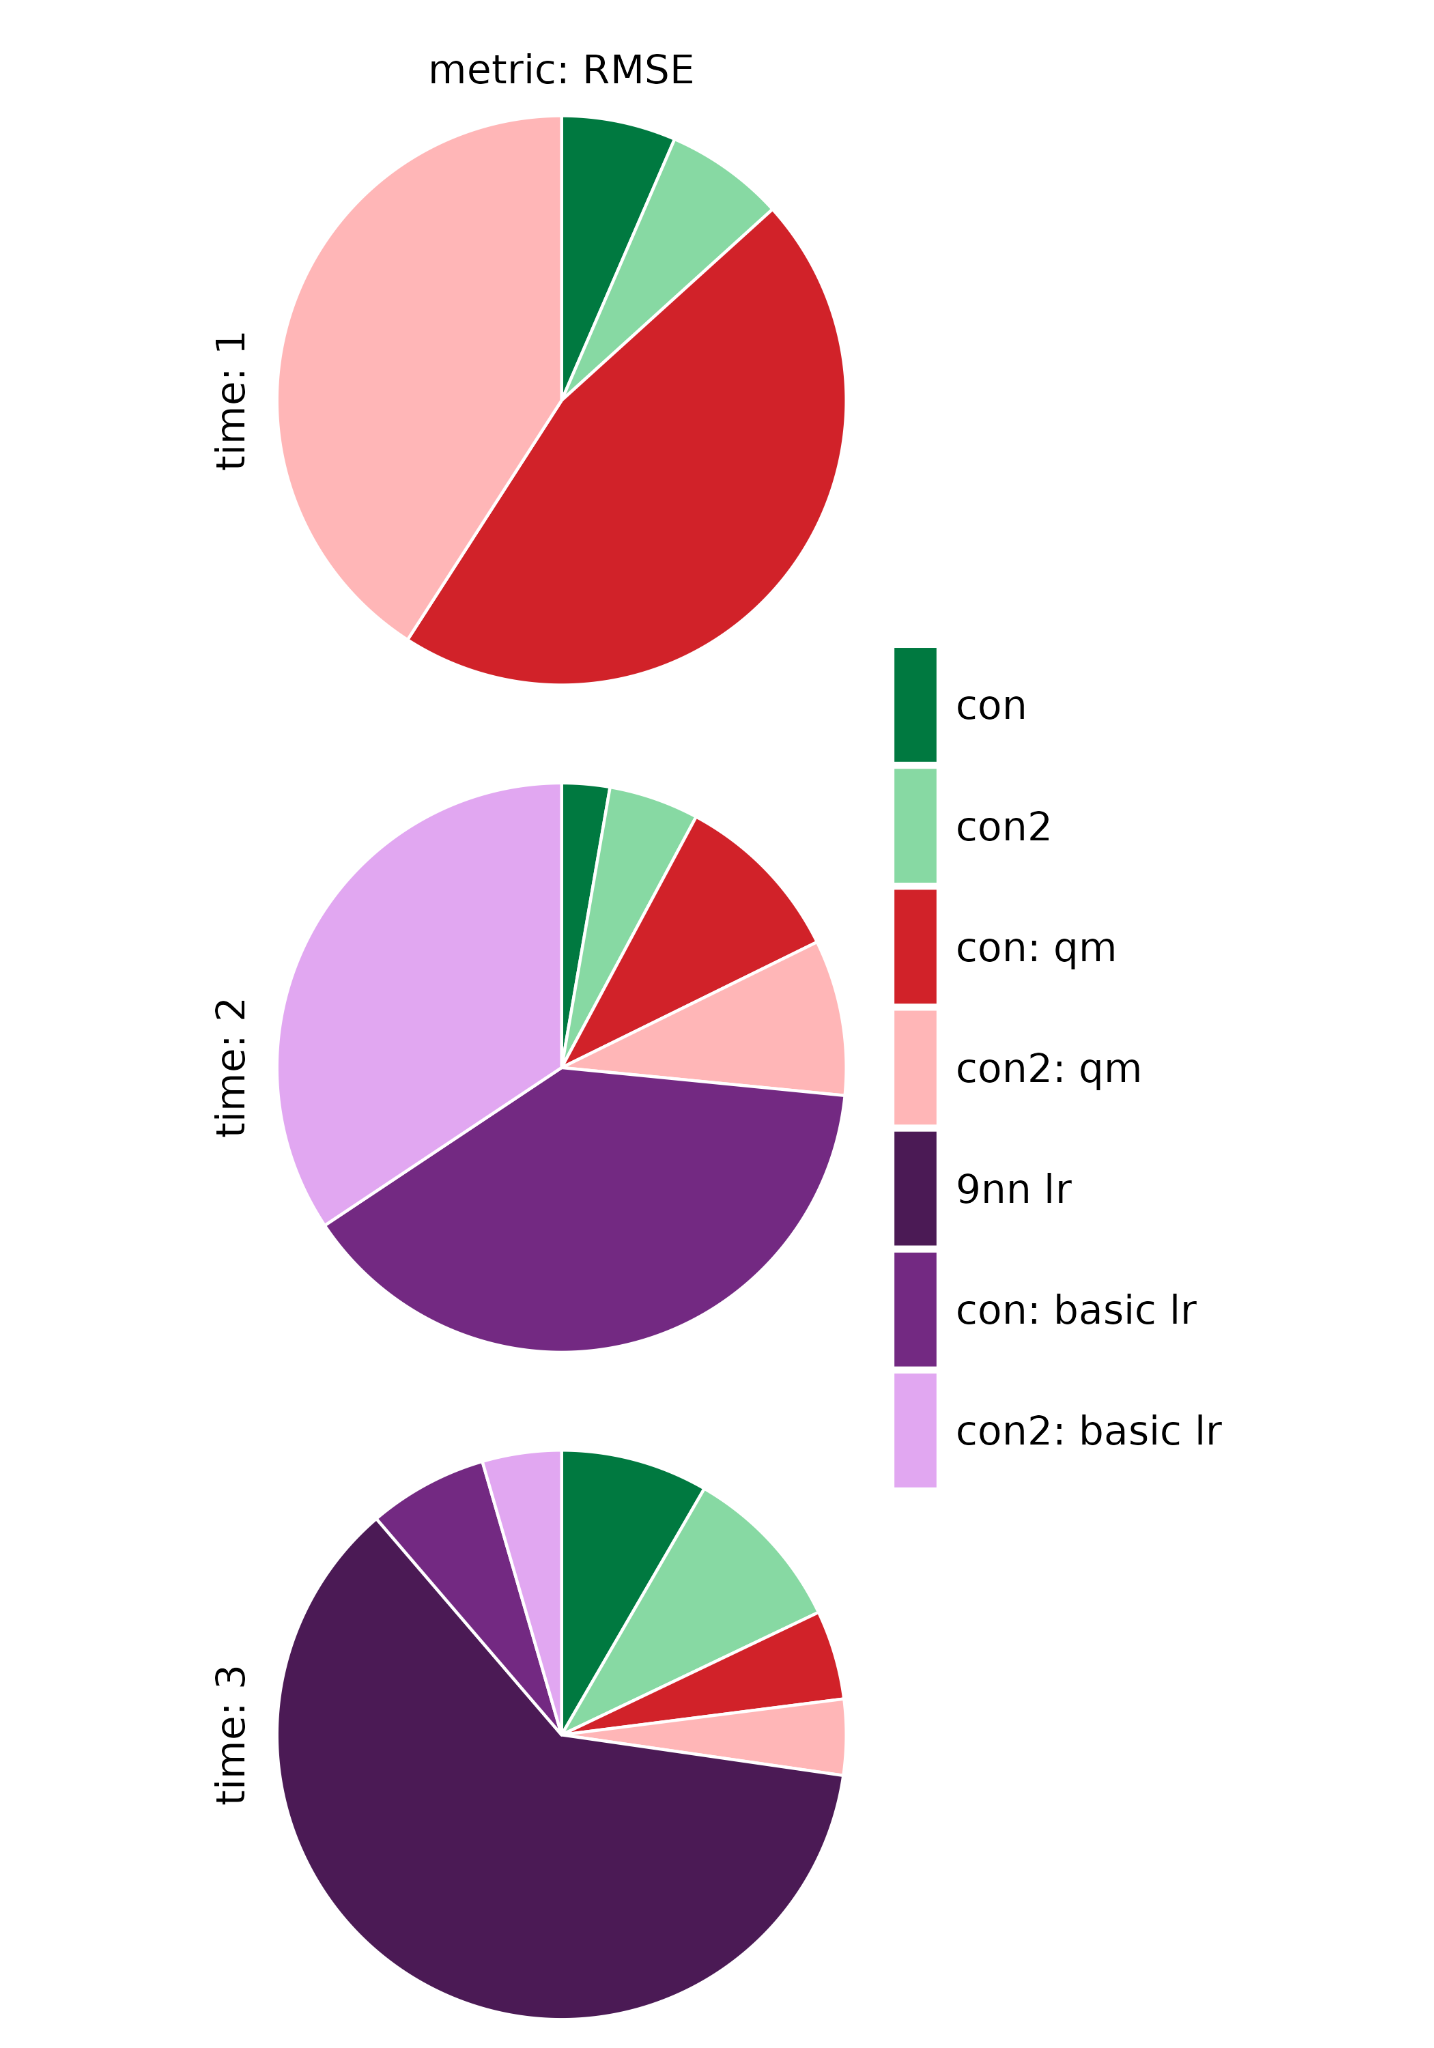 metric: RMSE
time: 1
time: 2
time: 3
con
con2
con: qm
con2: qm
9nn lr
con: basic lr
con2: basic lr